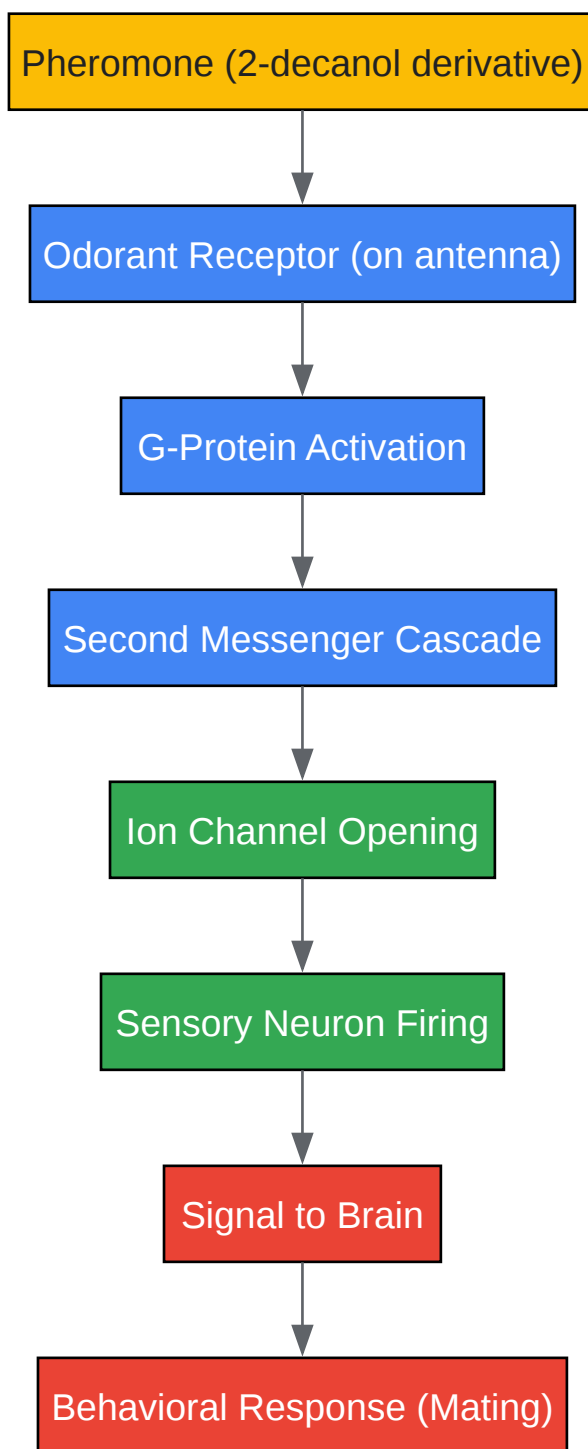 Pheromone (2-decanol derivative)
Odorant Receptor (on antenna)
G-Protein Activation
Second Messenger Cascade
Ion Channel Opening
Sensory Neuron Firing
Signal to Brain
Behavioral Response (Mating)